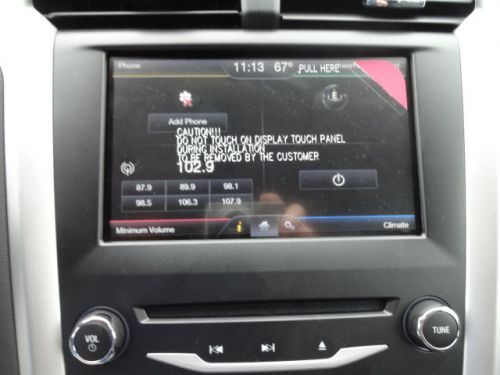 Phone
11:13 67°
PULL HERE
Add Phone
CAUTION!!!
DO NOT TOUCH ON DISPLAY TOUCH PANEL
DURING INSTALLATION
TO BE REMOVED BY THE CUSTOMER
102.9
87.9 89.9 98.1
98.5 106.3 107.9
Minimum Volume
i
Climate
VOL
TUNE